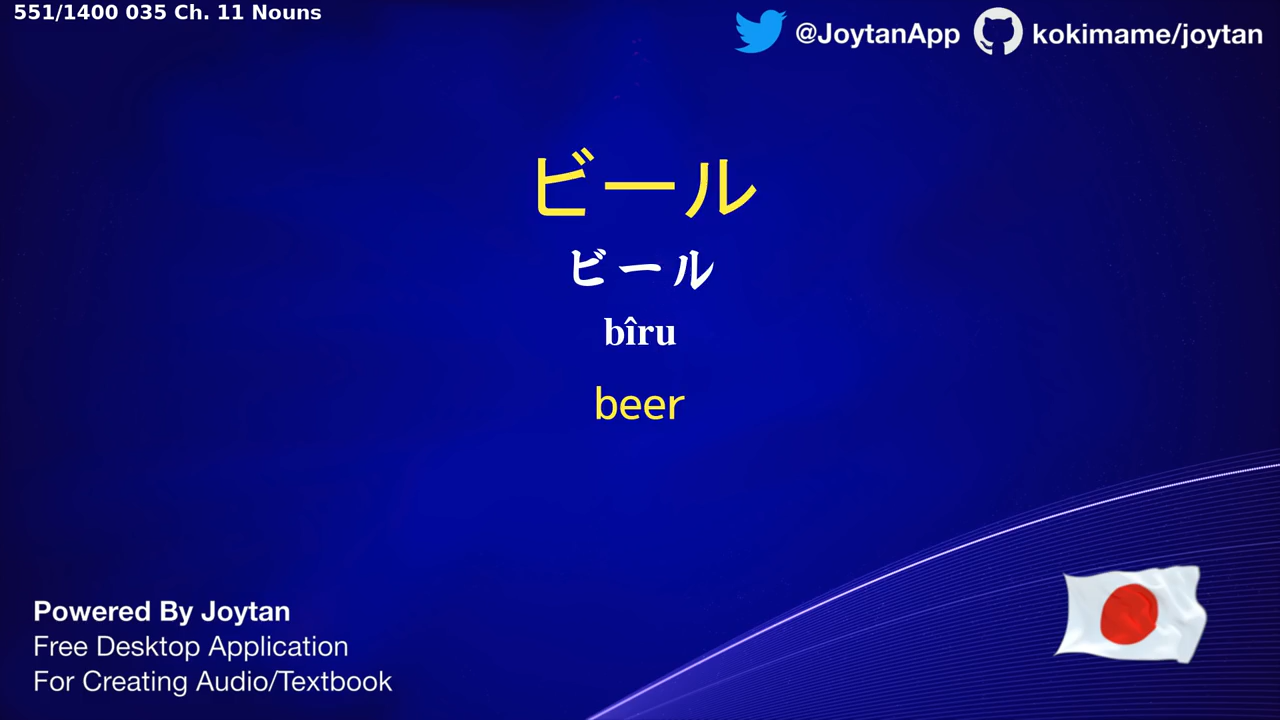 551/1400 035 Ch. 11 Nouns
@JoytanApp kokimame/joytan
ビール
ビール
bîru
beer
Powered By Joytan
Free Desktop Application
For Creating Audio/Textbook